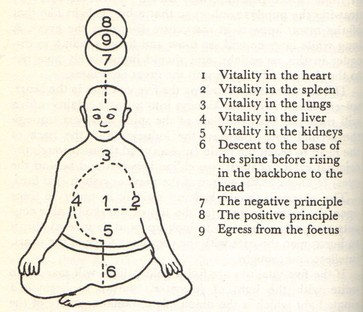 8
9
7
3
4 1 2
5
6
1 Vitality in the heart
2 Vitality in the spleen
3 Vitality in the lungs
4 Vitality in the liver
5 Vitality in the kidneys
6 Descent to the base of
the spine before rising
in the backbone to the
head
7 The negative principle
8 The positive principle
9 Egress from the foetus